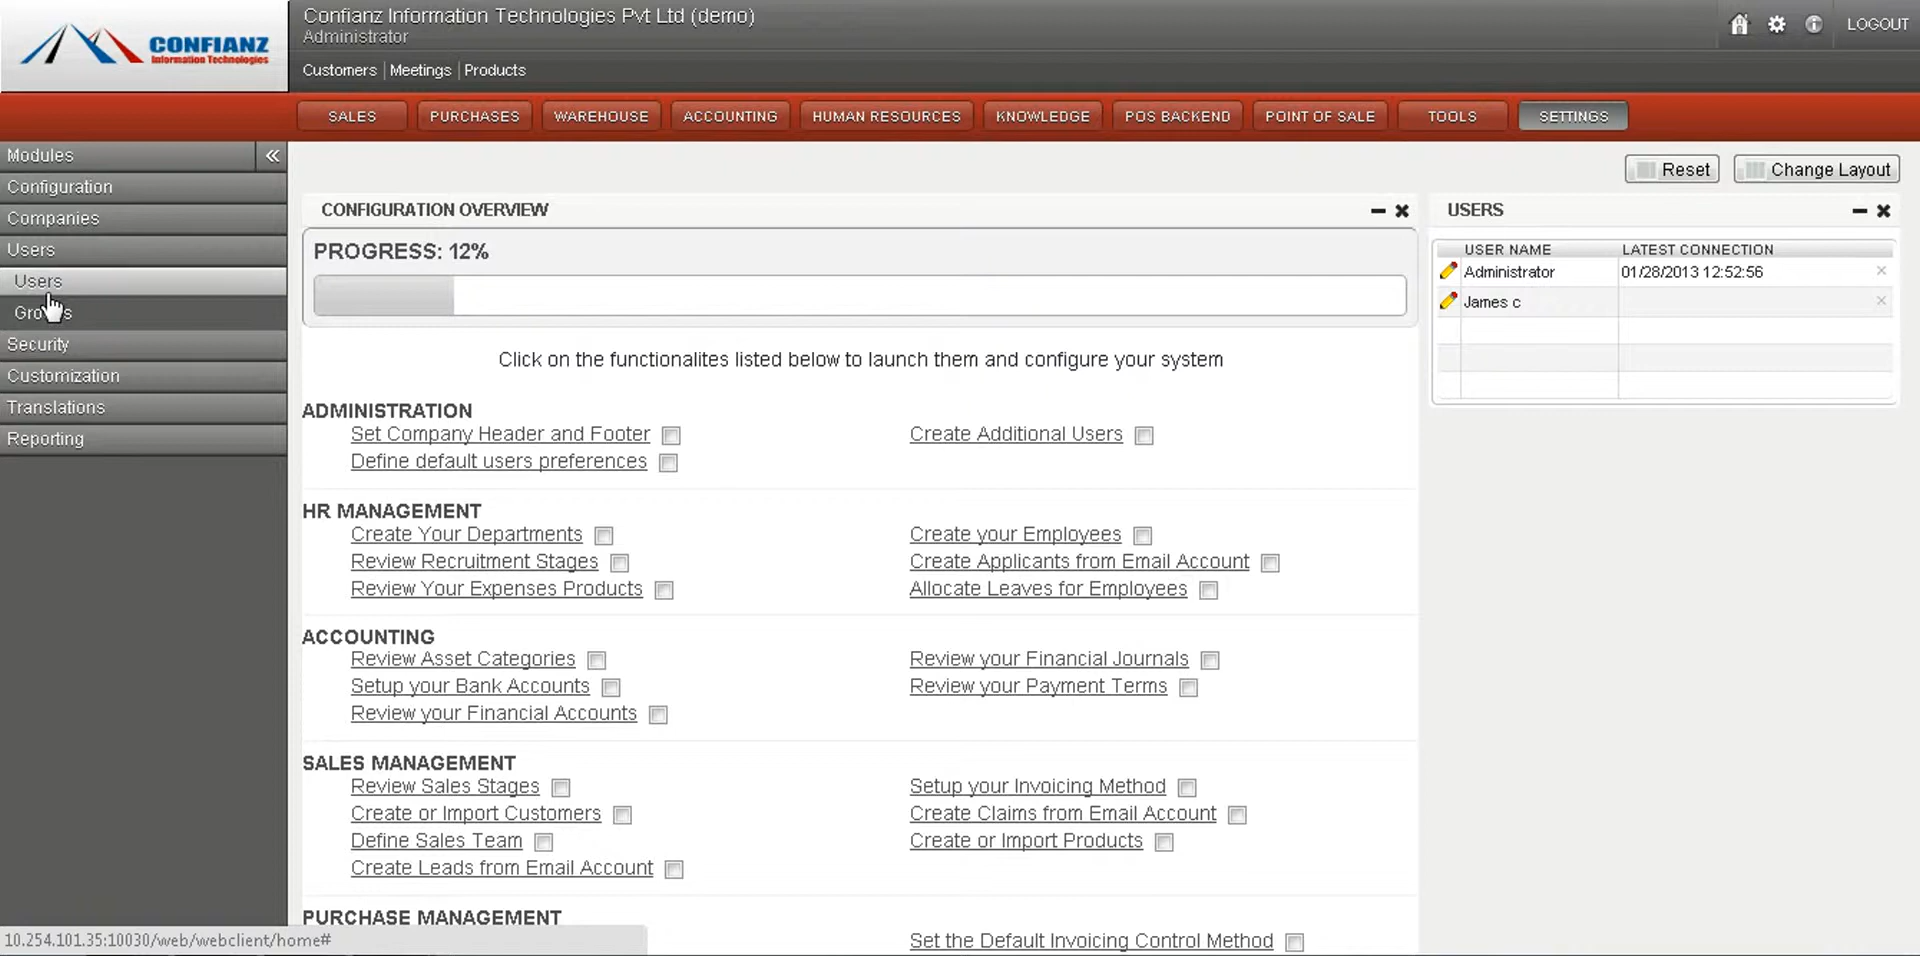 CONFIANZ
Information Technologies
Confianz Information Technologies Pvt Ltd (demo)
Administrator
Customers | Meetings | Products
LOGOUT
SALES PURCHASES WAREHOUSE ACCOUNTING HUMAN RESOURCES KNOWLEDGE POS BACKEND POINT OF SALE TOOLS SETTINGS
Modules «
Configuration
Companies
Users
Users
Security
Customization
Translations
Reporting
Reset Change Layout
CONFIGURATION OVERVIEW
PROGRESS: 12%
Click on the functionalites listed below to launch them and configure your system
ADMINISTRATION
Set Company Header and Footer Create Additional Users
Define default users preferences
HR MANAGEMENT
Create Your Departments Create your Employees
Review Recruitment Stages Create Applicants from Email Account
Review Your Expenses Products Allocate Leaves for Employees
ACCOUNTING
Review Asset Categories Review your Financial Journals
Setup your Bank Accounts Review your Payment Terms
Review your Financial Accounts
SALES MANAGEMENT
Review Sales Stages Setup your Invoicing Method
Create or Import Customers Create Claims from Email Account
Define Sales Team Create or Import Products
Create Leads from Email Account
PURCHASE MANAGEMENT
Set the Default Invoicing Control Method
USERS
USER NAME LATEST CONNECTION
Administrator 01/28/2013 12:52:56
James c
10.254.101.35:10030/web/webclient/home#